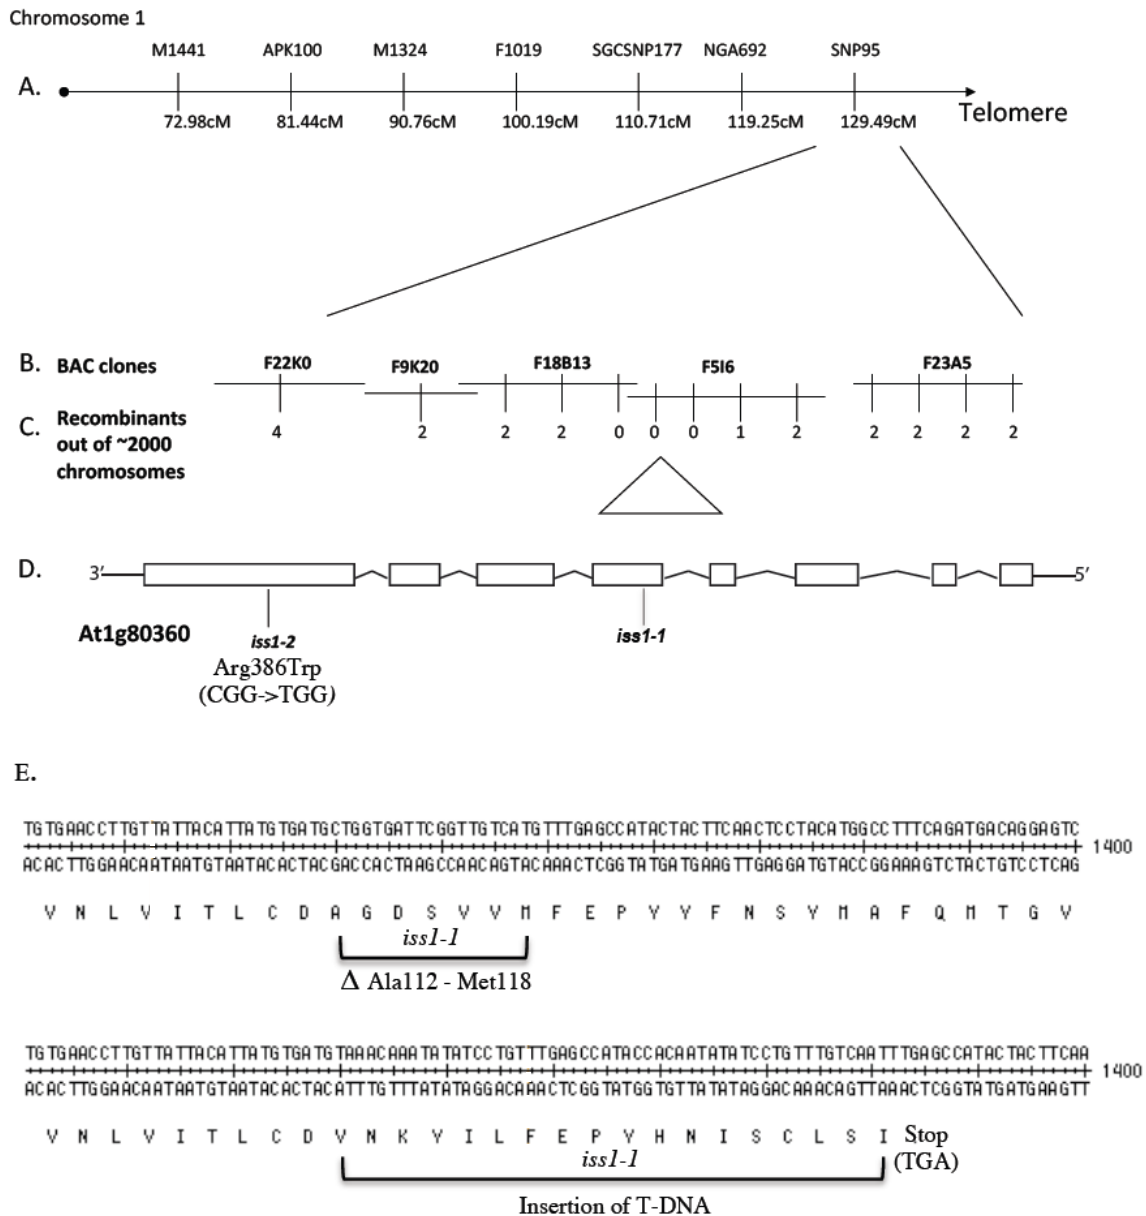 Chromosome 1
M1441 APK100 M1324 F1019 SGCSNP177 NGA692 SNP95
A.
72.98cM 81.44cM 90.76cM 100.19cM 110.71cM 119.25cM 129.49cM Telomere
B. BAC clones F22K0 F9K20 F18B13 F5I6 F23A5
C. Recombinants
out of ~2000
chromosomes
4 2 2 2 0 0 0 1 2 2 2 2 2
D. 3' 5'
At1g80360 iss1-2 iss1-1
Arg386Trp
(CGG->TGG)
E.
TGTGAACCTTGTTATTACATTATGTGATGCTGGTGATTCGGTTGTCATGTTTGAGCCATACTACTTCAACTCCTACATGGCCTTTCAGATGACAGGAGTC
1400
ACACTTGGAACAATAATGTAATACACTACGACCACTAAGCCAACAGTACAAACTCGGTATGATGAAGTTGAGGATGTACCGGAAAGTCTACTGTCCTCAG
V N L V I T L C D A G D S V V M F E P Y Y F N S Y M A F Q M T G V
iss1-1
Δ Ala112 - Met118
TGTGAACCTTGTTATTACATTATGTGATGTAAACAAATATATCCTGTTTGAGCCATACCACAATATATCCTGTTTGTCAATTTGAGCCATACTACTTCAA
1400
ACACTTGGAACAATAATGTAATACACTACATTTGTTTATATAGGACAAACTCGGTATGGTGTTATATAGGACAAACAGTTAAACTCGGTATGATGAAGTT
V N L V I T L C D V N K Y I L F E P Y H N I S C L S I Stop
(TGA)
iss1-1
Insertion of T-DNA